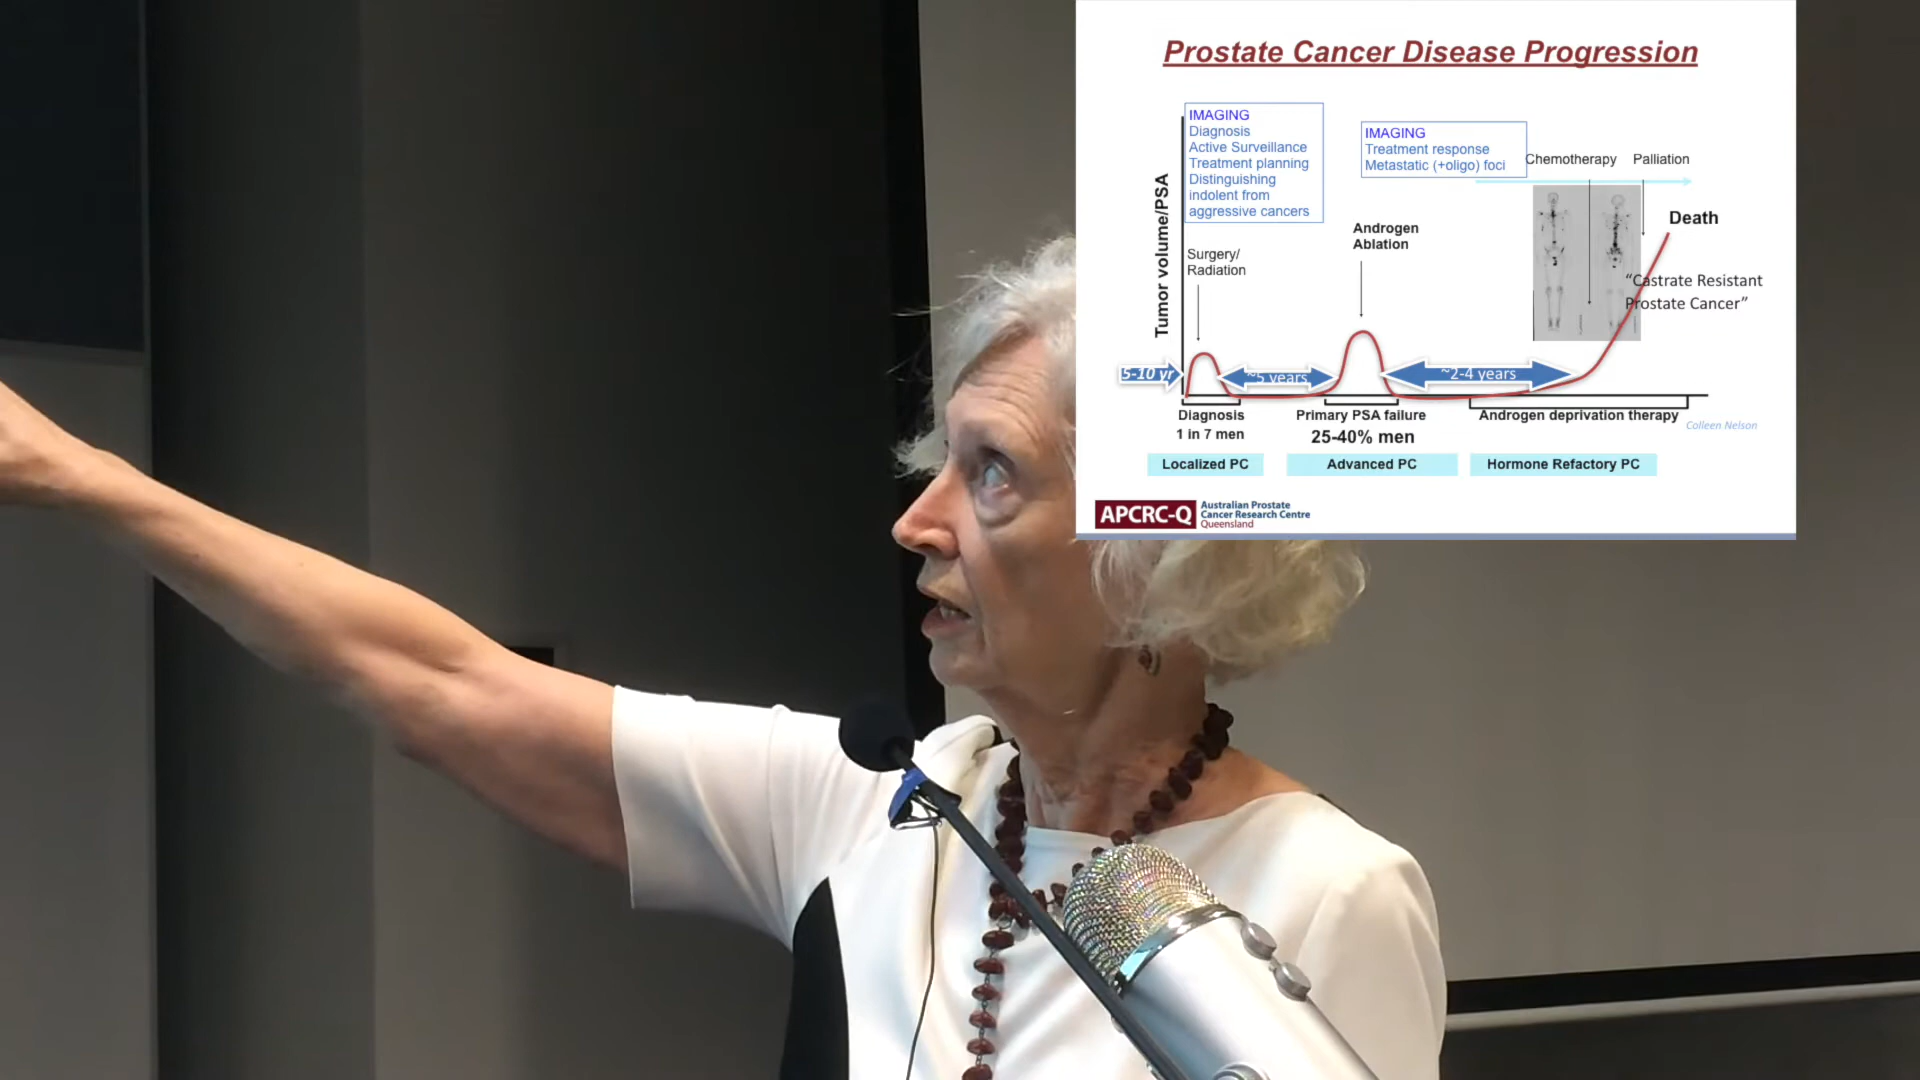 Prostate Cancer Disease Progression
IMAGING
Diagnosis
Active Surveillance
Treatment planning
Distinguishing
indolent from
aggressive cancers
IMAGING
Treatment response
Metastatic (+oligo) foci
Chemotherapy
Palliation
Tumor volume/PSA
Surgery/
Radiation
Androgen
Ablation
Death
“Castrate Resistant
Prostate Cancer”
5-10 yr
~5 years
~2-4 years
Diagnosis
1 in 7 men
Primary PSA failure
25-40% men
Androgen deprivation therapy
Colleen Nelson
Localized PC
Advanced PC
Hormone Refactory PC
APCRC-Q
Australian Prostate
Cancer Research Centre
Queensland